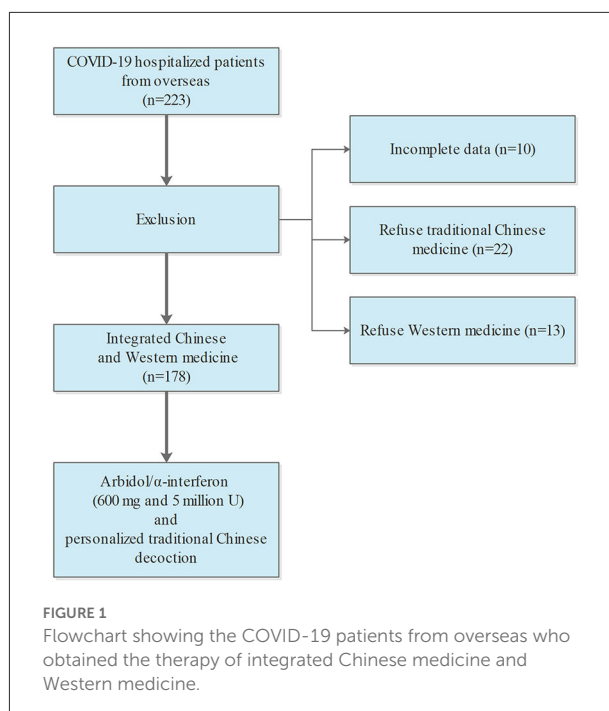 COVID-19 hospitalized patients
from overseas
(n=223)
Exclusion
Incomplete data (n=10)
Refuse traditional Chinese
medicine (n=22)
Refuse Western medicine (n=13)
Integrated Chinese
and Western medicine
(n=178)
Arbidol/α-interferon
(600 mg and 5 million U)
and
personalized traditional Chinese
decoction
FIGURE 1
Flowchart showing the COVID-19 patients from overseas who
obtained the therapy of integrated Chinese medicine and
Western medicine.